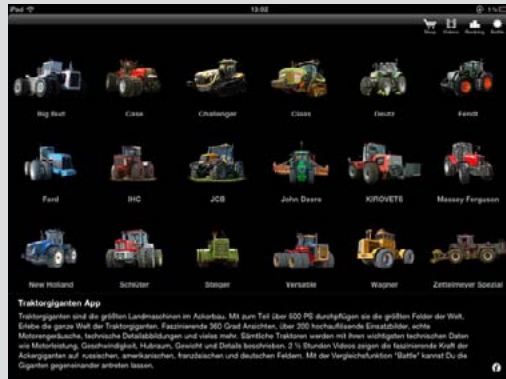 iPad 13:02 1%
Shop Videos Ranking Battle
Big Bud Case Challenger Claas Deutz Fendt
Ford IHC JCB John Deere KIROVETS Massey Ferguson
New Holland Schlüter Steiger Versatile Wagner Zettelmeyer Spezial
Traktorgiganten App
Traktorgiganten sind die größten Landmaschinen im Ackerbau. Mit zum Teil über 600 PS durchpflügen sie die größten Felder der Welt.
Erlebe die ganze Welt der Traktorgiganten. Faszinierende 360 Grad Ansichten, über 200 hochauflösende Einsatzbilder, echte
Motorengeräusche, technische Detailabbildungen und vieles mehr. Sämtliche Traktoren werden mit ihren wichtigsten technischen Daten
wie Motorleistung, Geschwindigkeit, Hubraum, Gewicht und Details beschrieben. 2 ½ Stunden Videos zeigen die faszinierende Kraft der
Ackergiganten auf russischen, amerikanischen, französischen und deutschen Feldern. Mit der Vergleichsfunktion "Battle" kannst Du die
Giganten gegeneinander antreten lassen.